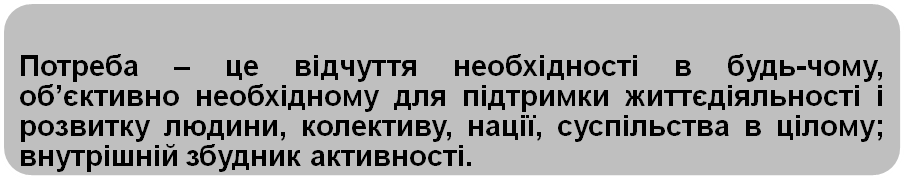 Потреба – це відчуття необхідності в будь-чому,
об’єктивно необхідному для підтримки життєдіяльності і
розвитку людини, колективу, нації, суспільства в цілому;
внутрішній збудник активності.